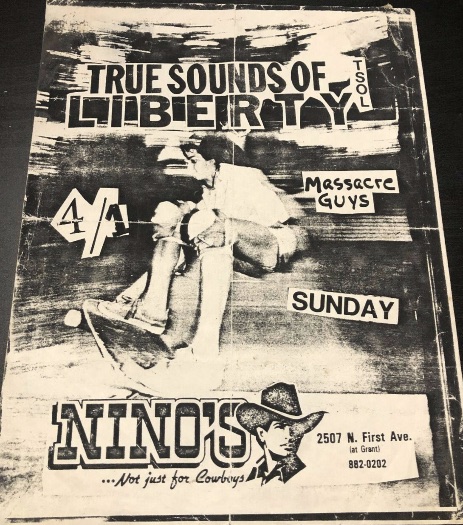 TRUE SOUNDS OF
LIBERTY
TSOL
Massacre
GUYS
4/1
SUNDAY
NINO'S
...Not just for Cowboys
2507 N. First Ave.
(at Grant)
882-0202